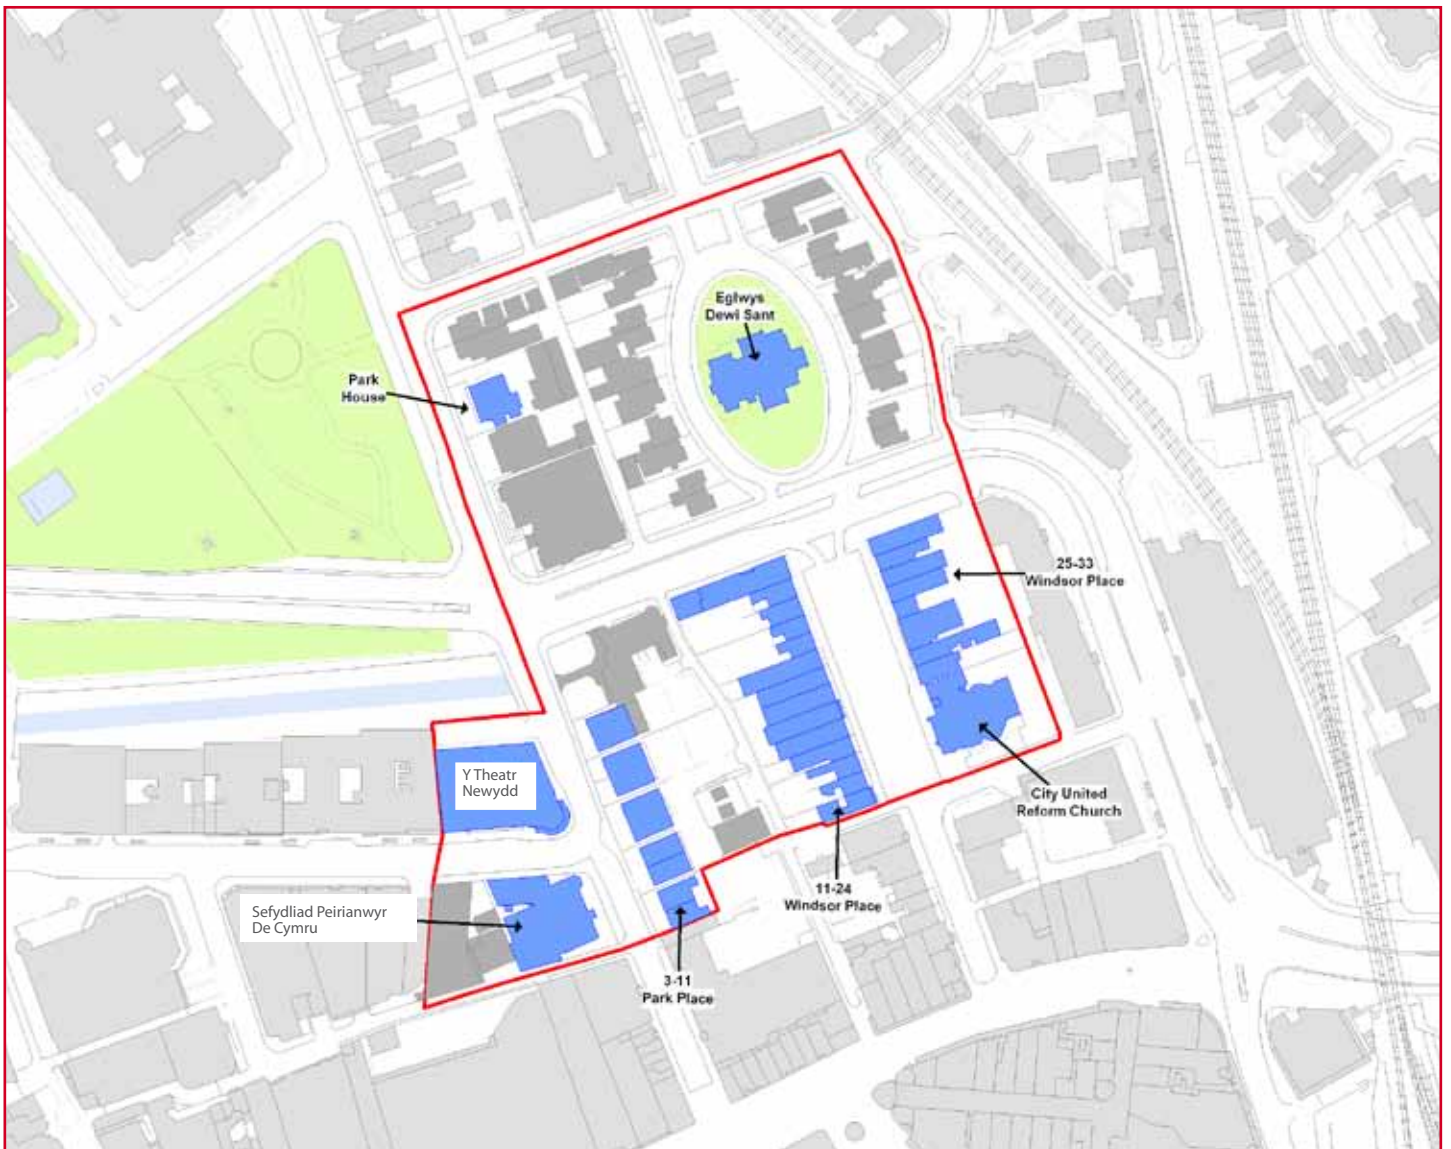 Eglwys
Dewi Sant
Park
House
25-33
Windsor Place
Y Theatr
Newydd
City United
Reform Church
11-24
Windsor Place
Sefydliad Peirianwyr
De Cymru
3-11
Park Place